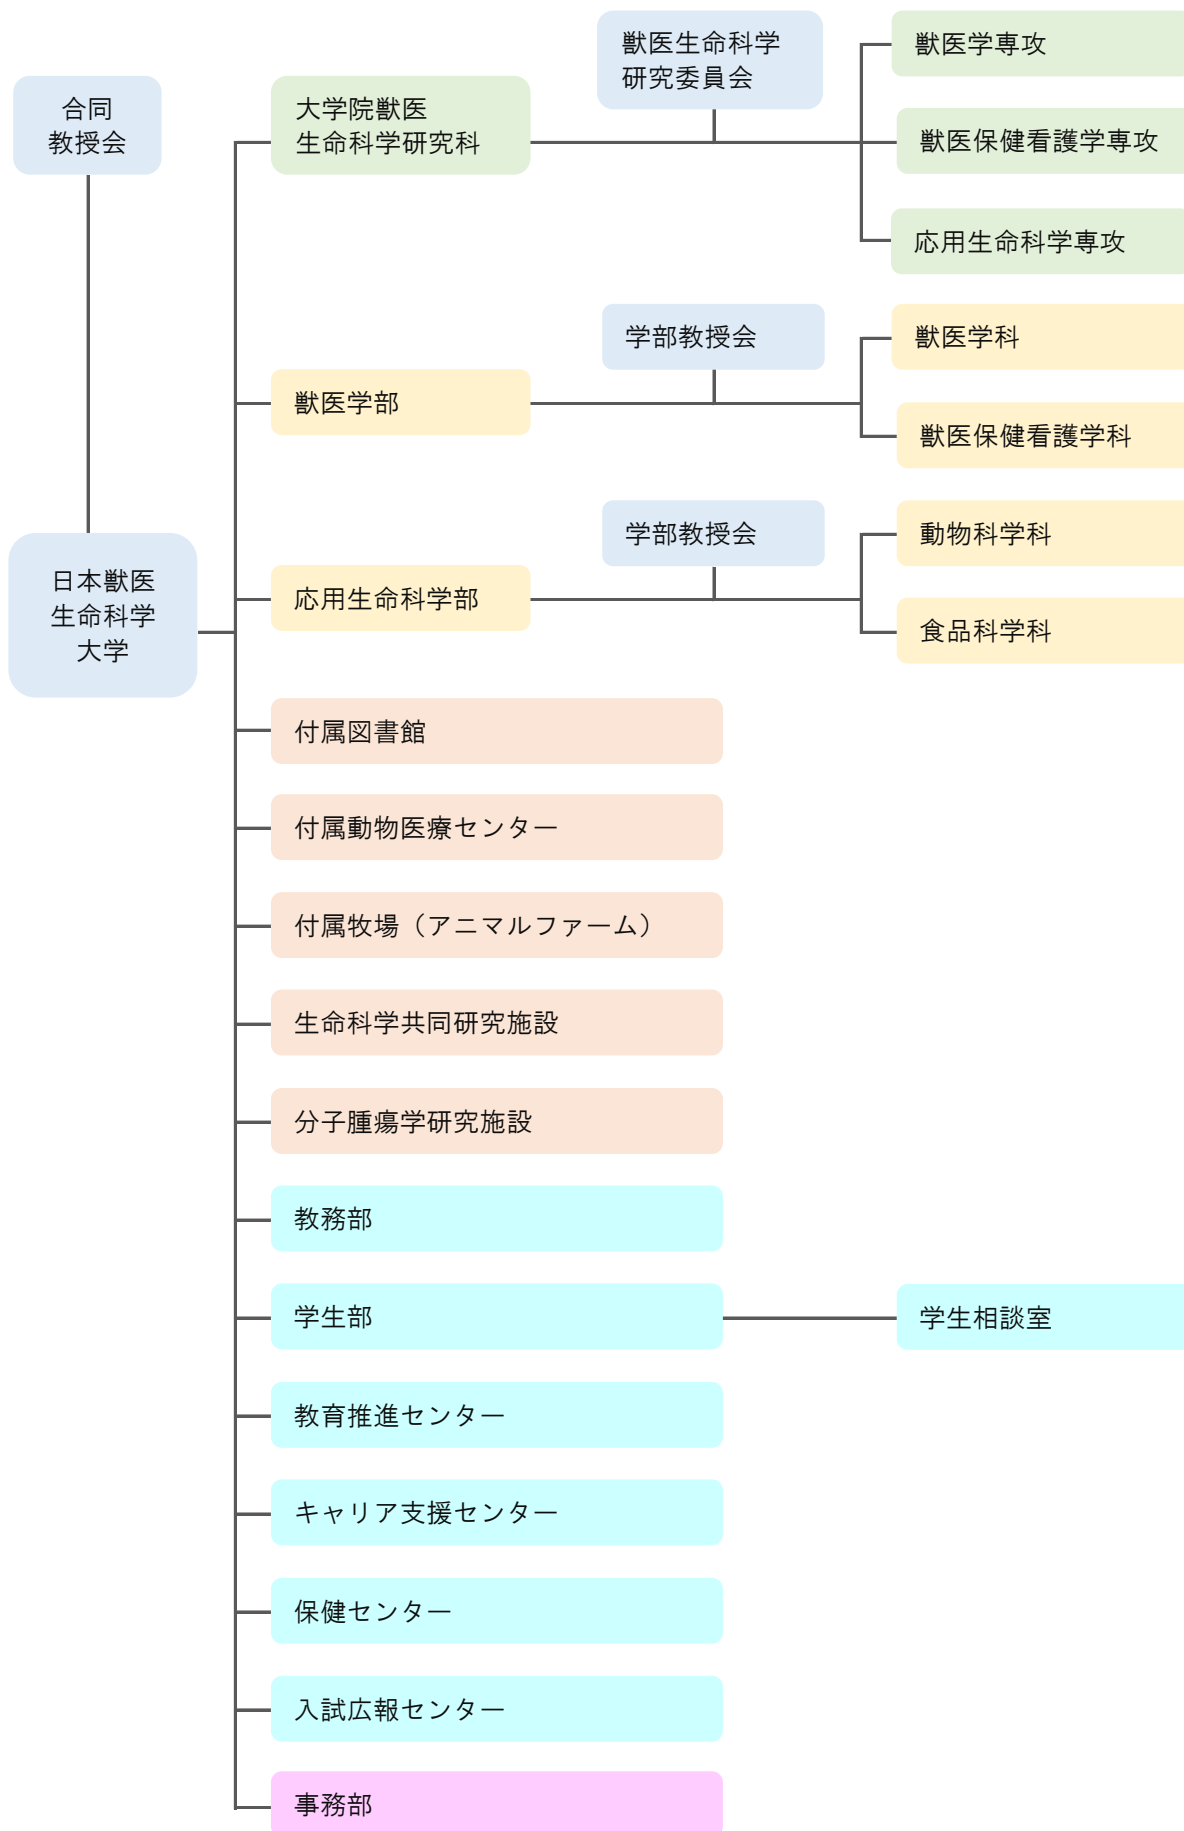 合同
教授会
日本獣医
生命科学
大学
大学院獣医
生命科学研究科
獣医生命科学
研究委員会
獣医学専攻
獣医保健看護学専攻
応用生命科学専攻
獣医学部
学部教授会
獣医学科
獣医保健看護学科
応用生命科学部
学部教授会
動物科学科
食品科学科
付属図書館
付属動物医療センター
付属牧場（アニマルファーム）
生命科学共同研究施設
分子腫瘍学研究施設
教務部
学生部
学生相談室
教育推進センター
キャリア支援センター
保健センター
入試広報センター
事務部